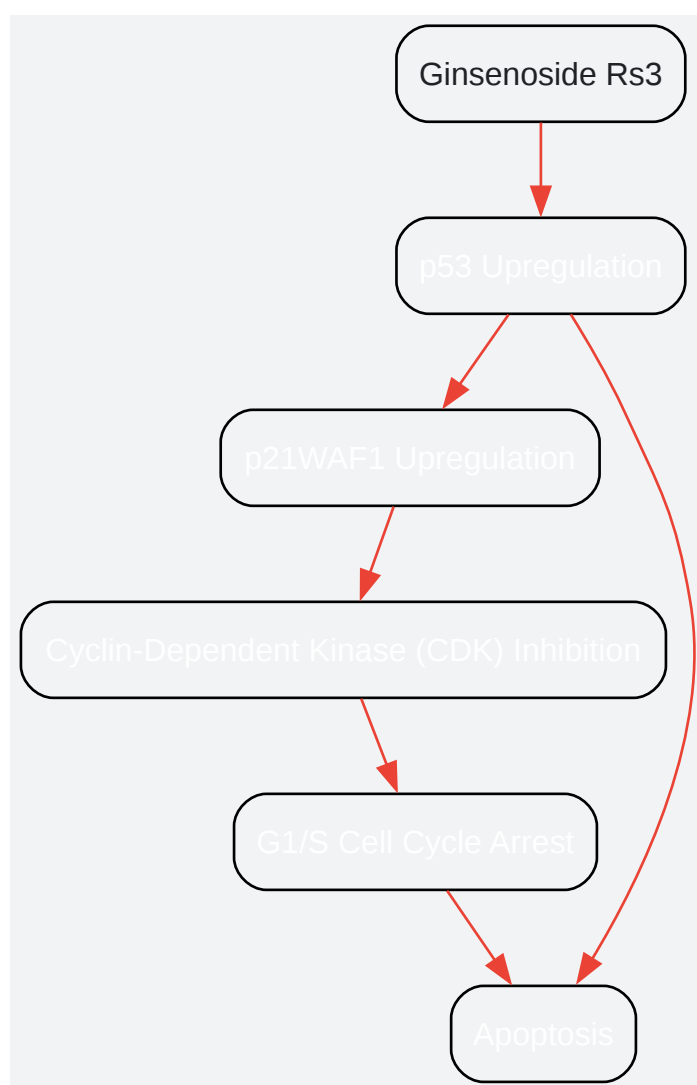 Ginsenoside Rs3
p53 Upregulation
p21WAF1 Upregulation
Cyclin-Dependent Kinase (CDK) Inhibition
G1/S Cell Cycle Arrest
Apoptosis